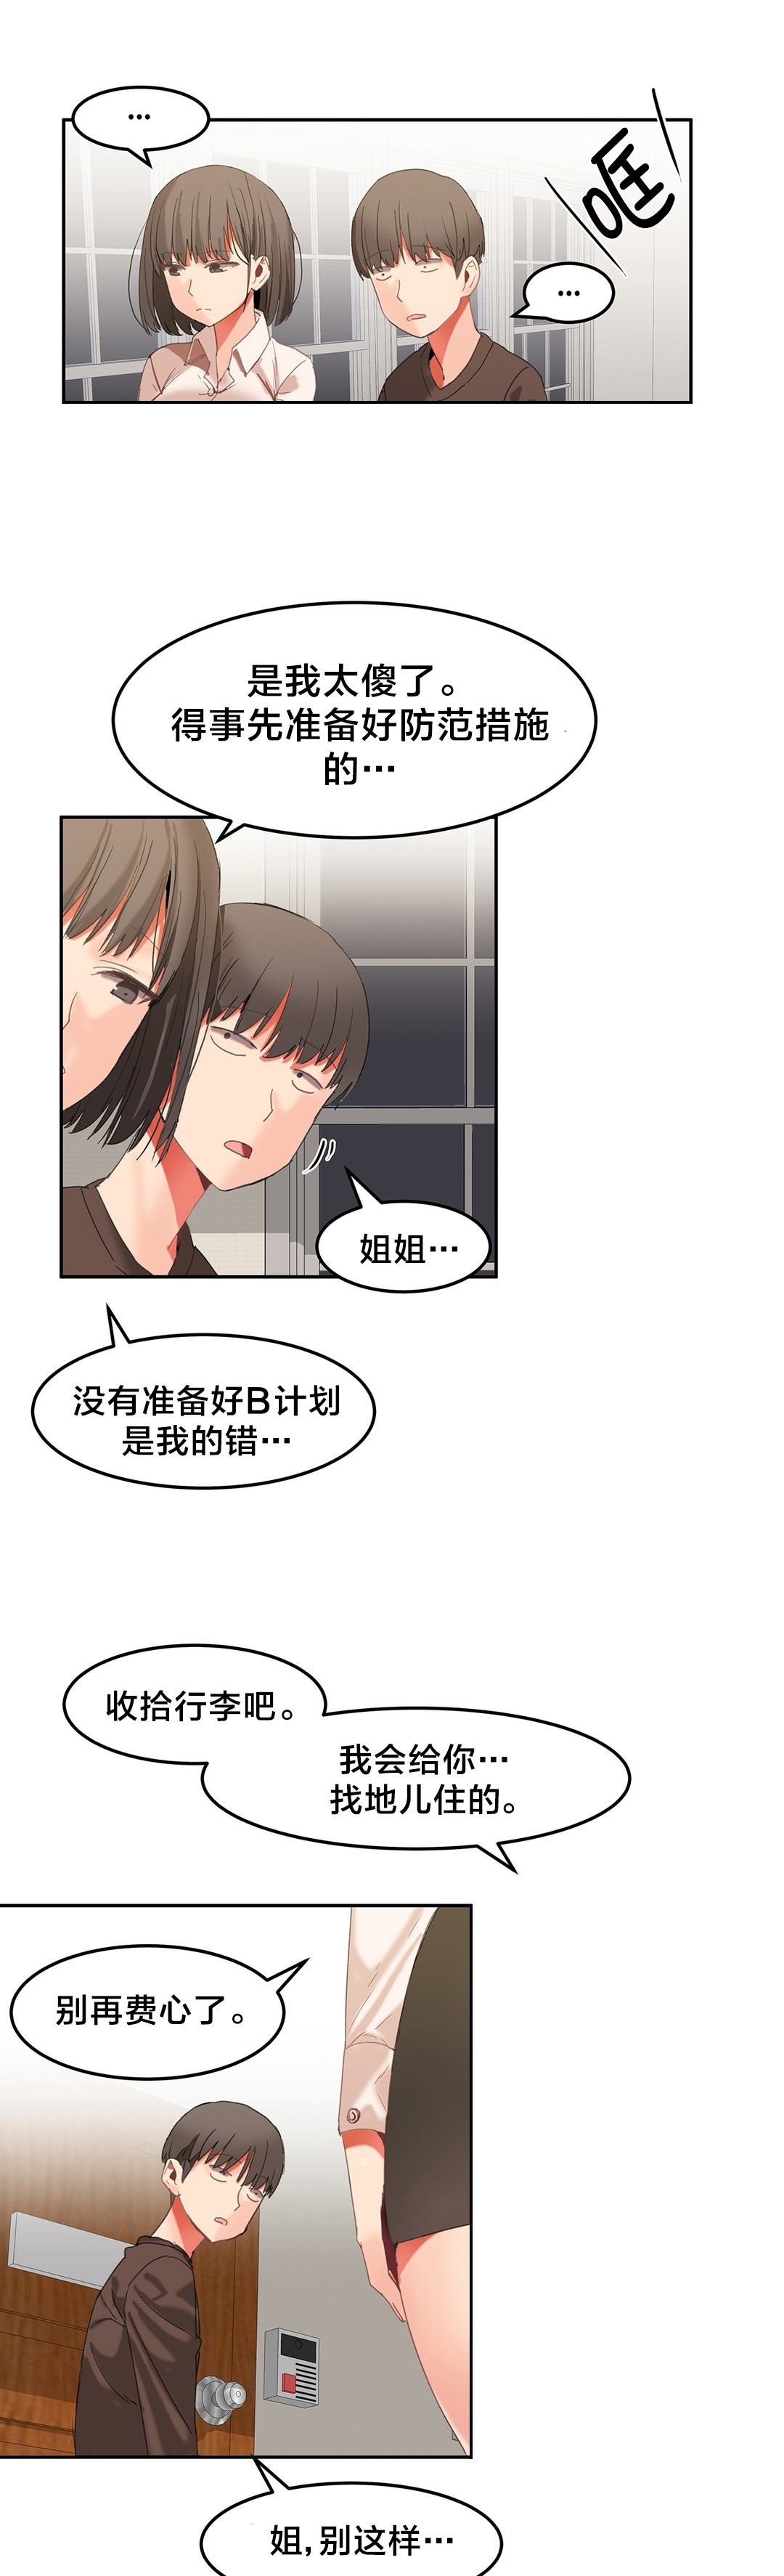 …
哐
…
是我太傻了。
得事先准备好防范措施
的…
姐姐…
没有准备好B计划
是我的错…
收拾行李吧。
我会给你…
找地儿住的。
别再费心了。
姐,别这样…